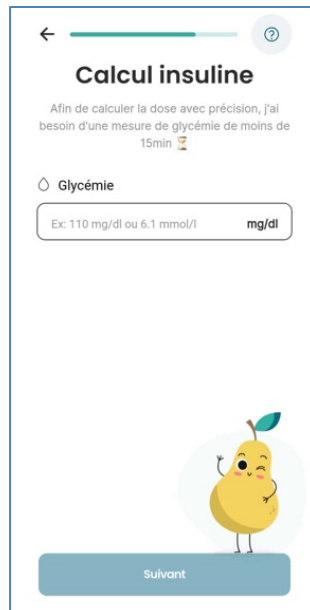 Calcul insuline
Afin de calculer la dose avec précision, j'ai
besoin d'une mesure de glycémie de moins de
15min ⏳
Glycémie
Ex: 110 mg/dl ou 6.1 mmol/l mg/dl
Suivant